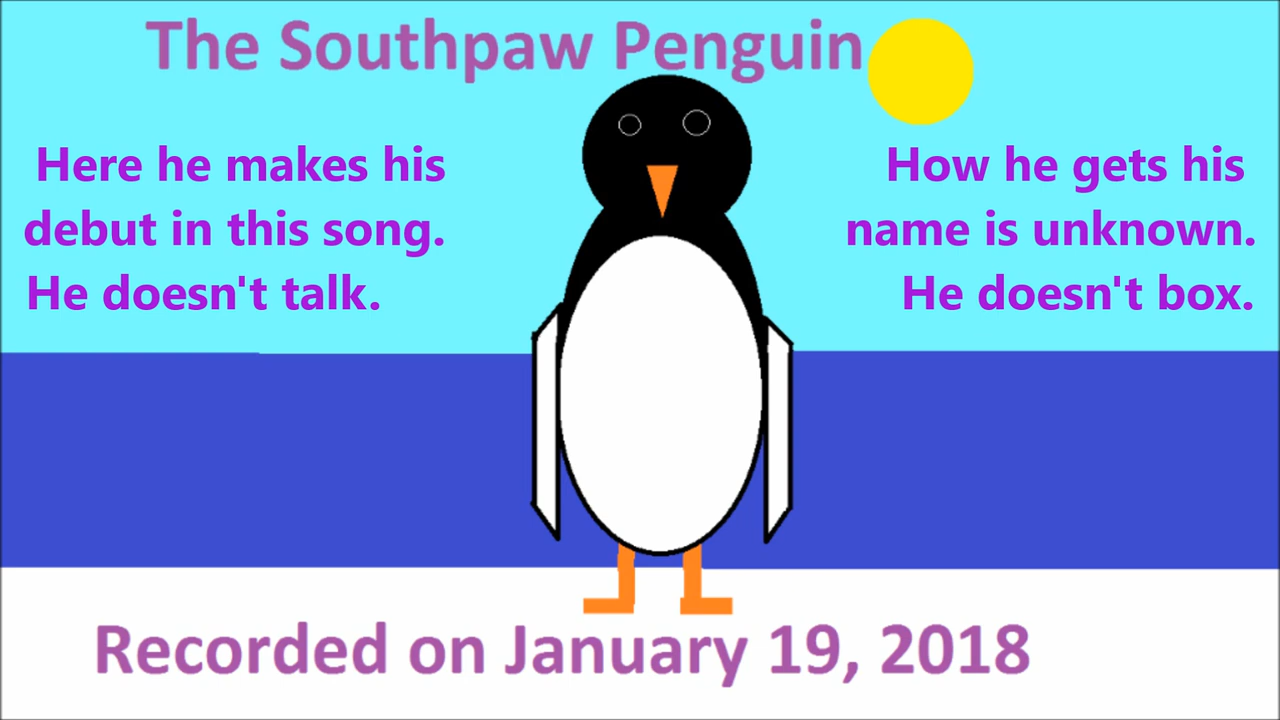 The Southpaw Penguin
Here he makes his
debut in this song.
He doesn't talk.
How he gets his
name is unknown.
He doesn't box.
Recorded on January 19, 2018